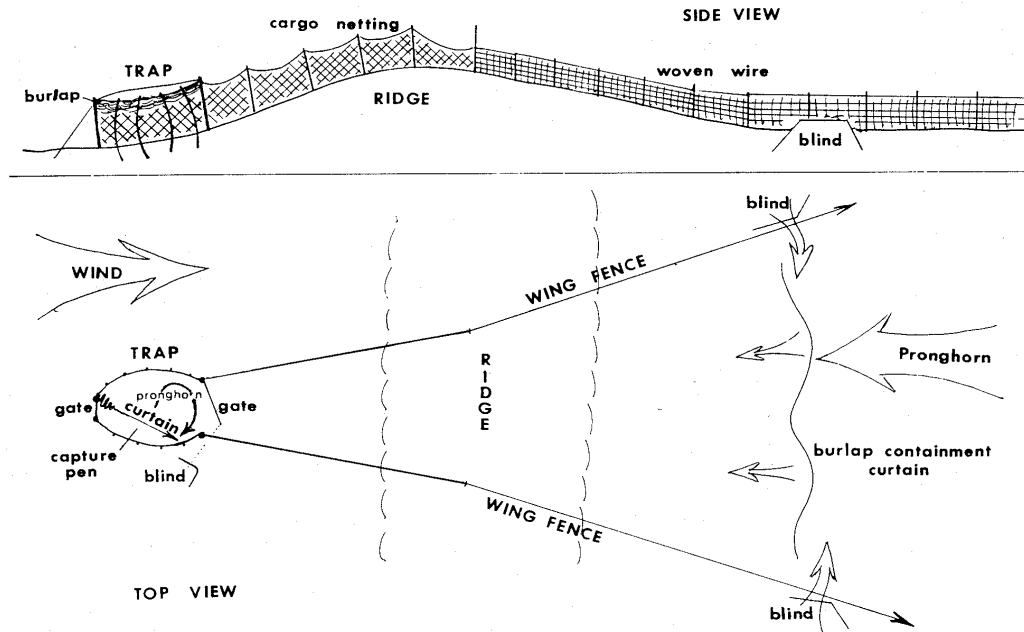 SIDE VIEW
cargo netting
TRAP
burlap
RIDGE
woven wire
blind
blind
WIND
WING FENCE
TRAP
RIDGE
Pronghorn
pronghorn
gate
curtain
gate
capture
pen
blind
burlap containment
curtain
WING FENCE
TOP VIEW
blind